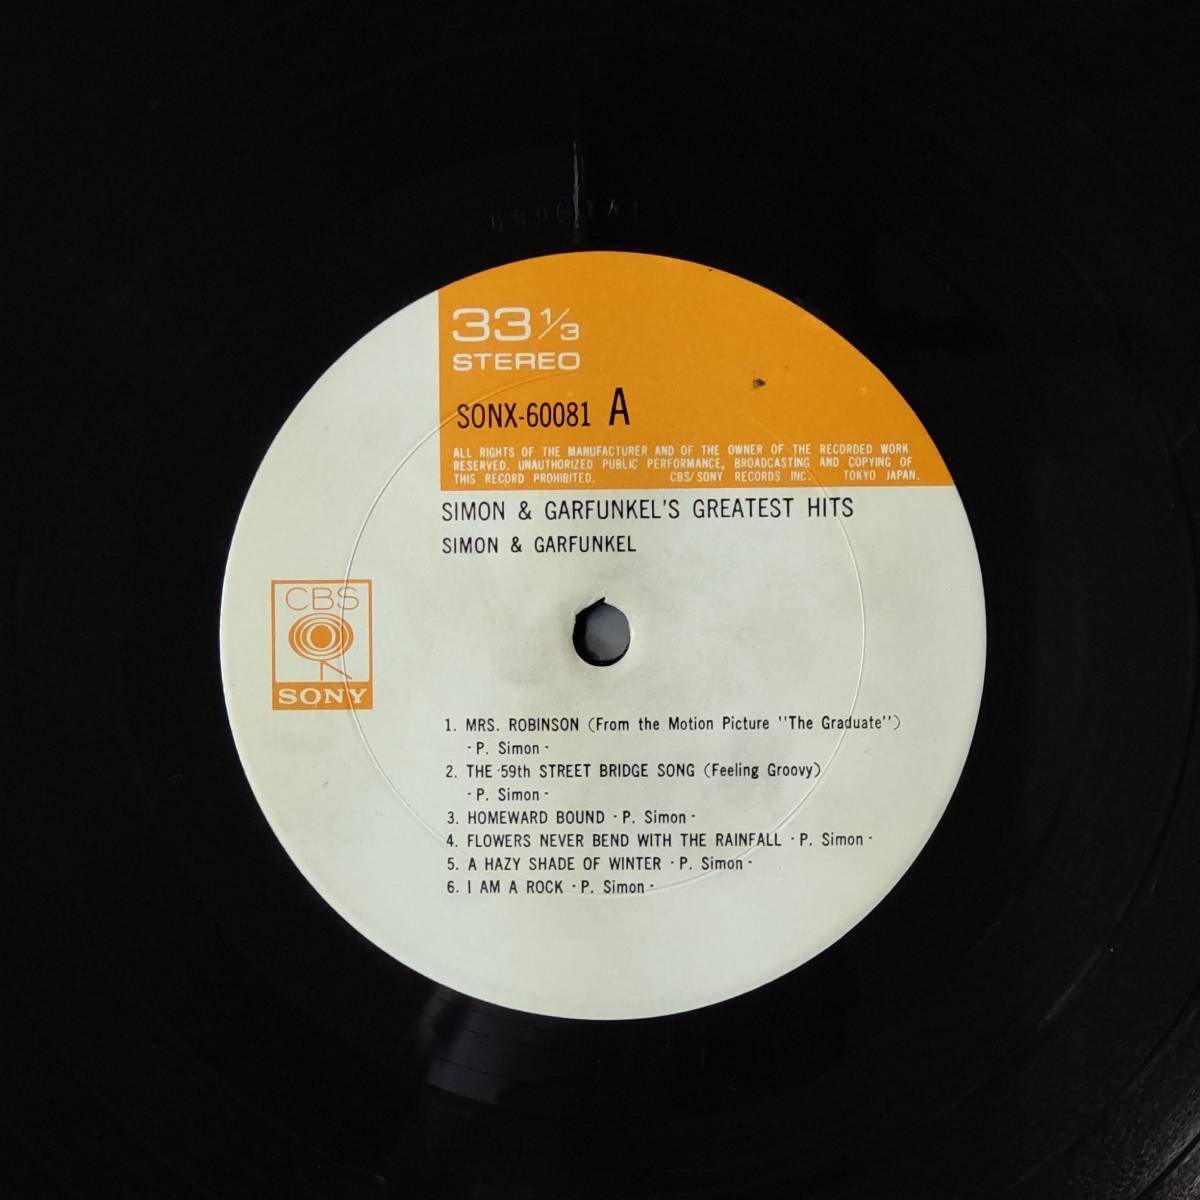 33 1/3
STEREO
SONX-60081 A
ALL RIGHTS OF THE MANUFACTURER AND OF THE OWNER OF THE RECORDED WORK
RESERVED. UNAUTHORIZED PUBLIC PERFORMANCE, BROADCASTING AND COPYING OF
THIS RECORD PROHIBITED. CBS/SONY RECORDS INC. TOKYO JAPAN.
SIMON & GARFUNKEL'S GREATEST HITS
SIMON & GARFUNKEL
CBS
SONY
1. MRS. ROBINSON (From the Motion Picture "The Graduate")
- P. Simon -
2. THE 59th STREET BRIDGE SONG (Feeling Groovy)
- P. Simon -
3. HOMEWARD BOUND - P. Simon -
4. FLOWERS NEVER BEND WITH THE RAINFALL - P. Simon -
5. A HAZY SHADE OF WINTER - P. Simon -
6. I AM A ROCK - P. Simon -